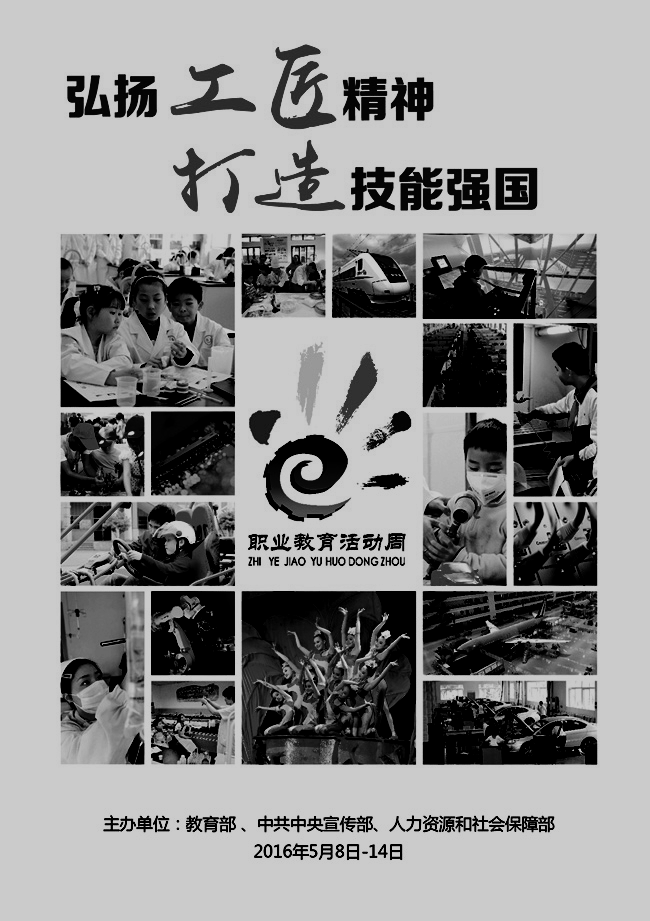 弘扬工匠精神
打造技能强国
职业教育活动周
ZHI YE JIAO YU HUO DONG ZHOU
主办单位：教育部、中共中央宣传部、人力资源和社会保障部
2016年5月8日-14日